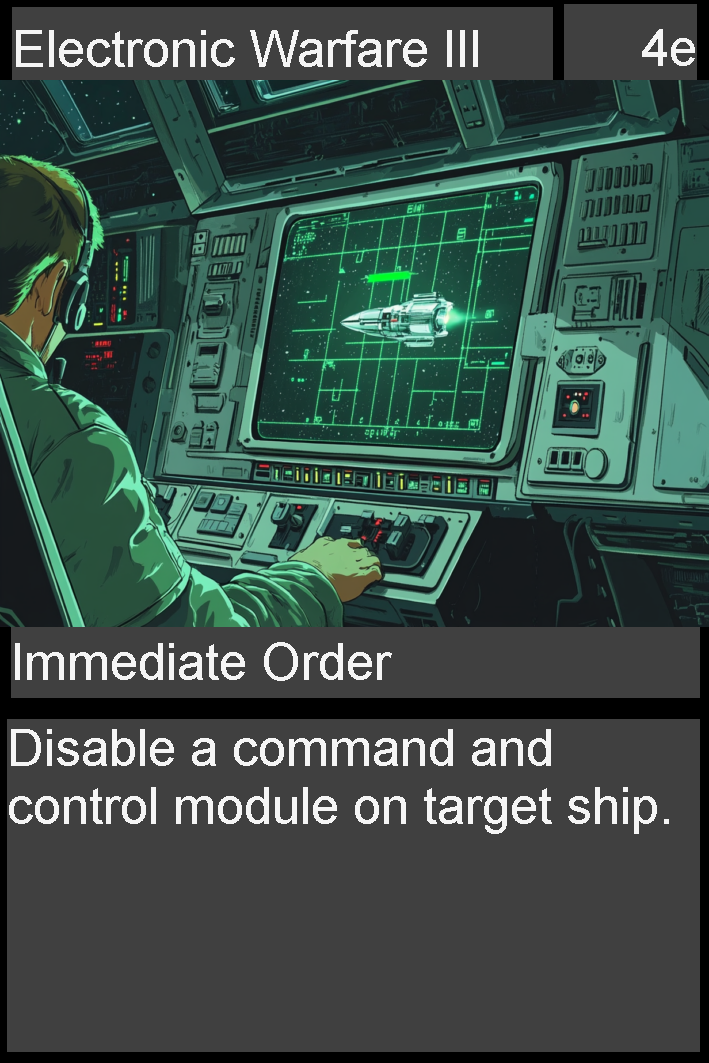 Electronic Warfare III
4e
Immediate Order
Disable a command and
control module on target ship.